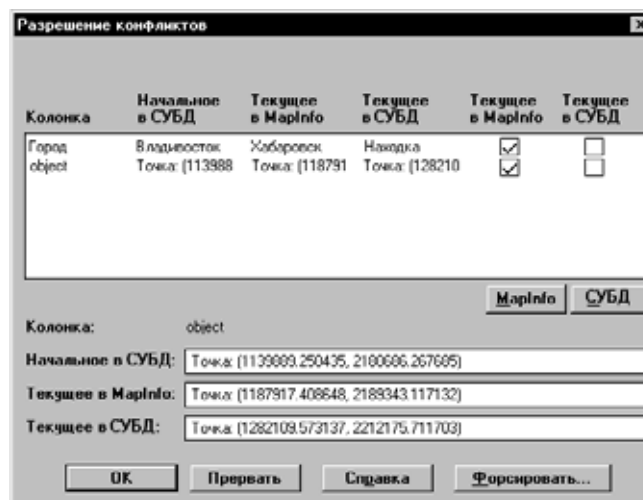 Разрешение конфликтов
Колонка Начальное в СУБД Текущее в MapInfo Текущее в СУБД Текущее в MapInfo Текущее в СУБД
Город Владивосток Хабаровск Находка
object Точка: (113988 Точка: (118791 Точка: (128210
MapInfo СУБД
Колонка: object
Начальное в СУБД: Точка: (1139889.250435, 2180686.267685)
Текущее в MapInfo: Точка: (1187917.408648, 2189343.117132)
Текущее в СУБД: Точка: (1282109.573137, 2212175.711703)
OK Прервать Справка Форсировать...